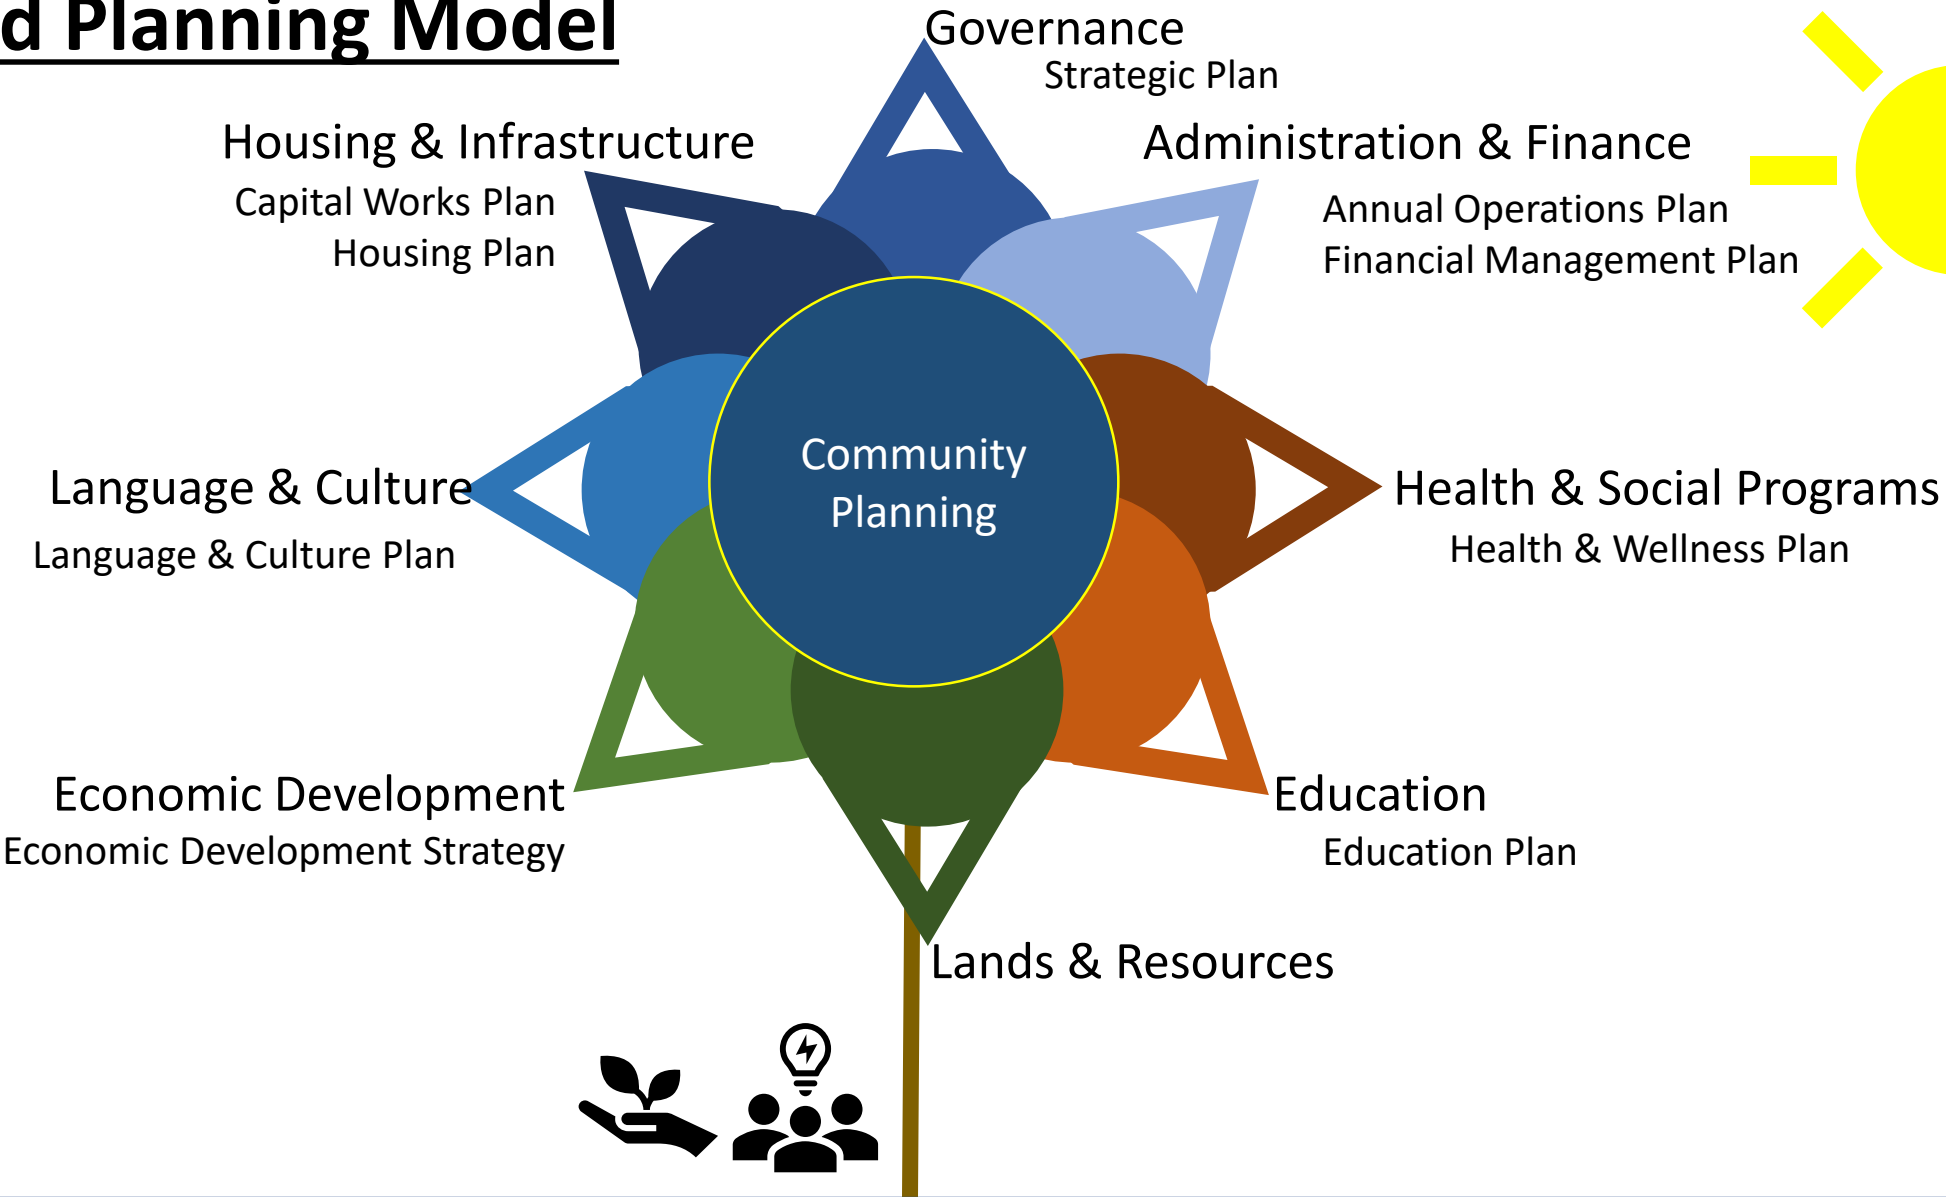 d Planning Model
Governance
Strategic Plan
Housing & Infrastructure
Capital Works Plan
Housing Plan
Administration & Finance
Annual Operations Plan
Financial Management Plan
Community
Planning
Language & Culture
Language & Culture Plan
Health & Social Programs
Health & Wellness Plan
Economic Development
Economic Development Strategy
Education
Education Plan
Lands & Resources